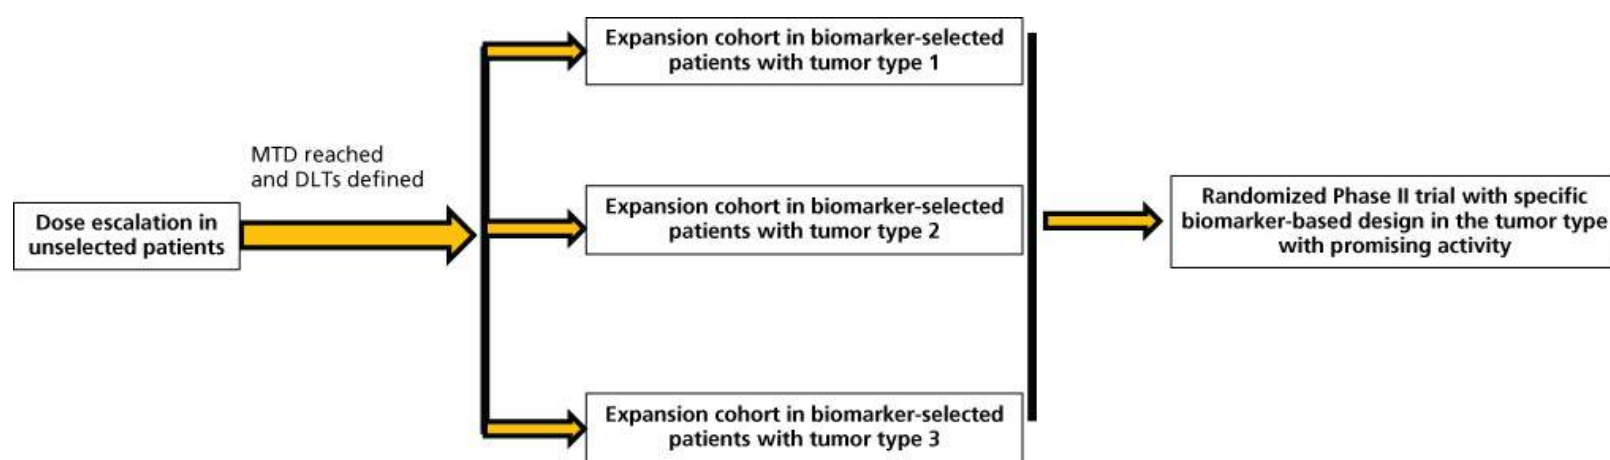 Dose escalation in
unselected patients
MTD reached
and DLTs defined
Expansion cohort in biomarker-selected
patients with tumor type 1
Expansion cohort in biomarker-selected
patients with tumor type 2
Expansion cohort in biomarker-selected
patients with tumor type 3
Randomized Phase II trial with specific
biomarker-based design in the tumor type
with promising activity